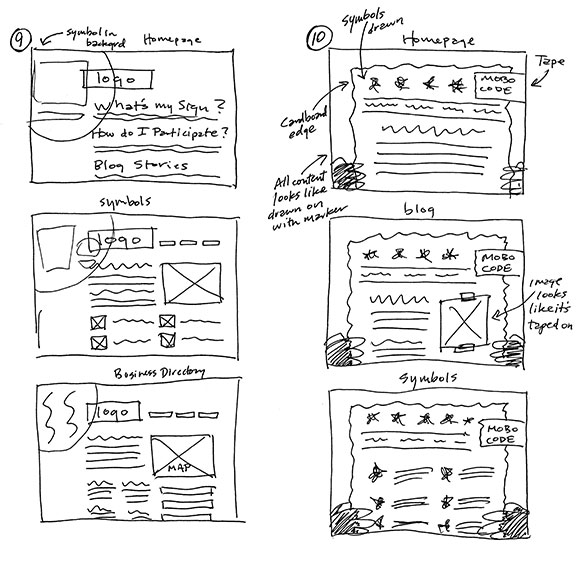 9
symbol in
backgrd
Homepage
logo
What's my Sign?
How do I Participate?
Blog Stories
symbols
logo
Business Directory
logo
MAP
10
symbols
drawn
Homepage
Tape
MOBO
CODE
Cardboard
edge
All content
looks like
drawn on
with marker
blog
MOBO
CODE
image
looks
like it's
taped on
Symbols
MOBO
CODE